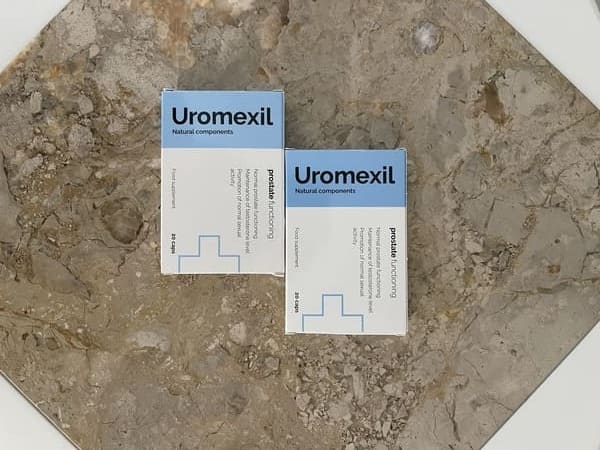 Uromexil
Natural components
Food supplement
prostate functioning
Normal prostate functioning
Maintenance of testosterone level
Promotion of normal sexual
activity
20 caps
Uromexil
Natural components
Food supplement
prostate functioning
Normal prostate functioning
Maintenance of testosterone level
Promotion of normal sexual
activity
20 caps